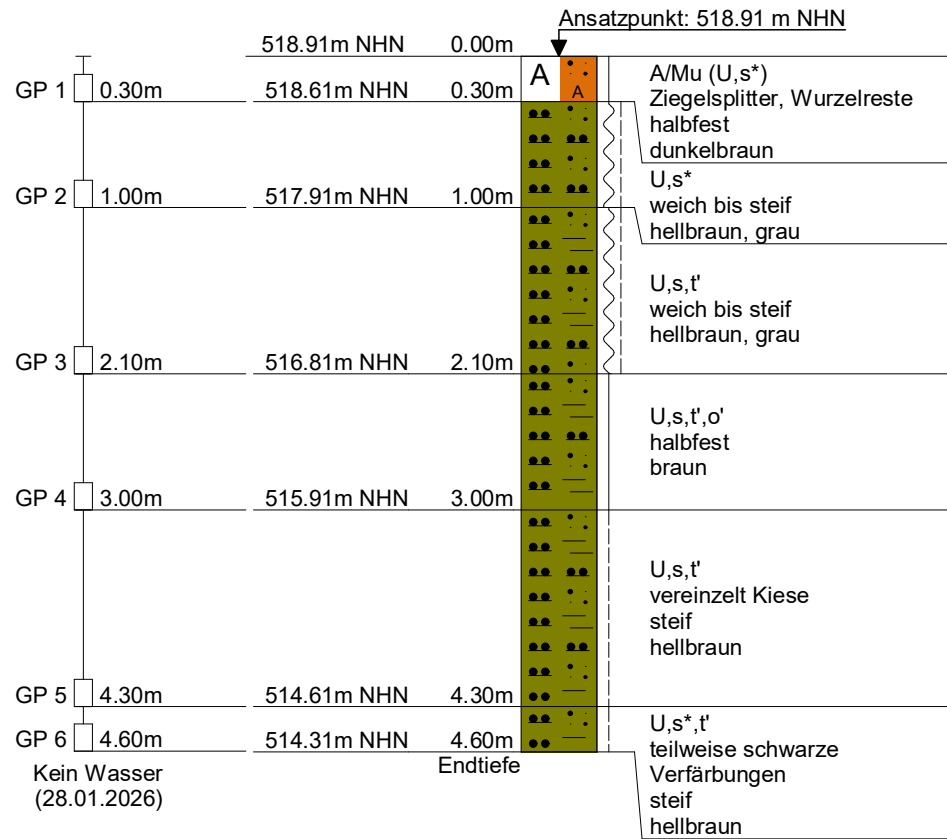 Ansatzpunkt: 518.91 m NHN
518.91m NHN 0.00m
GP 1 0.30m 518.61m NHN 0.30m
A
A
A/Mu (U,s*)
Ziegelsplitter, Wurzelreste
halbfest
dunkelbraun
GP 2 1.00m 517.91m NHN 1.00m
U,s*
weich bis steif
hellbraun, grau
U,s,t'
weich bis steif
hellbraun, grau
GP 3 2.10m 516.81m NHN 2.10m
U,s,t',o'
halbfest
braun
GP 4 3.00m 515.91m NHN 3.00m
U,s,t'
vereinzelt Kiese
steif
hellbraun
GP 5 4.30m 514.61m NHN 4.30m
GP 6 4.60m 514.31m NHN 4.60m
Endtiefe
U,s*,t'
teilweise schwarze
Verfärbungen
steif
hellbraun
Kein Wasser
(28.01.2026)